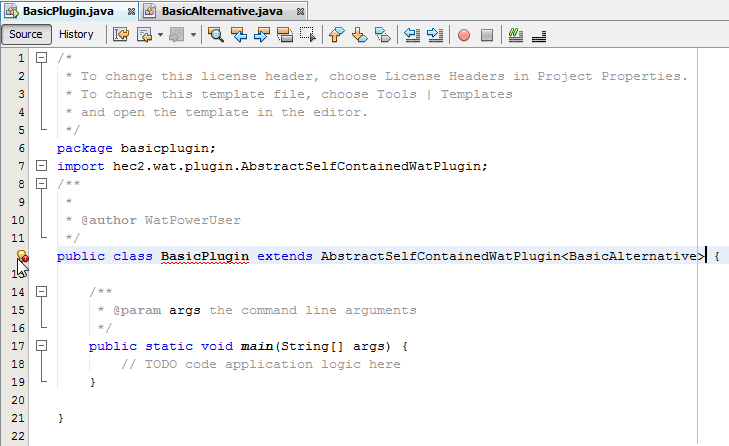 BasicPlugin.java BasicAlternative.java
Source History
1 /*
2 * To change this license header, choose License Headers in Project Properties.
3 * To change this template file, choose Tools | Templates
4 * and open the template in the editor.
5 */
6 package basicplugin;
7 import hec2.wat.plugin.AbstractSelfContainedWatPlugin;
8 /**
9 *
10 * @author WatPowerUser
11 */
public class BasicPlugin extends AbstractSelfContainedWatPlugin<BasicAlternative> {
14 /**
15 * @param args the command line arguments
16 */
17 public static void main(String[] args) {
18 // TODO code application logic here
19 }
20
21 }
22